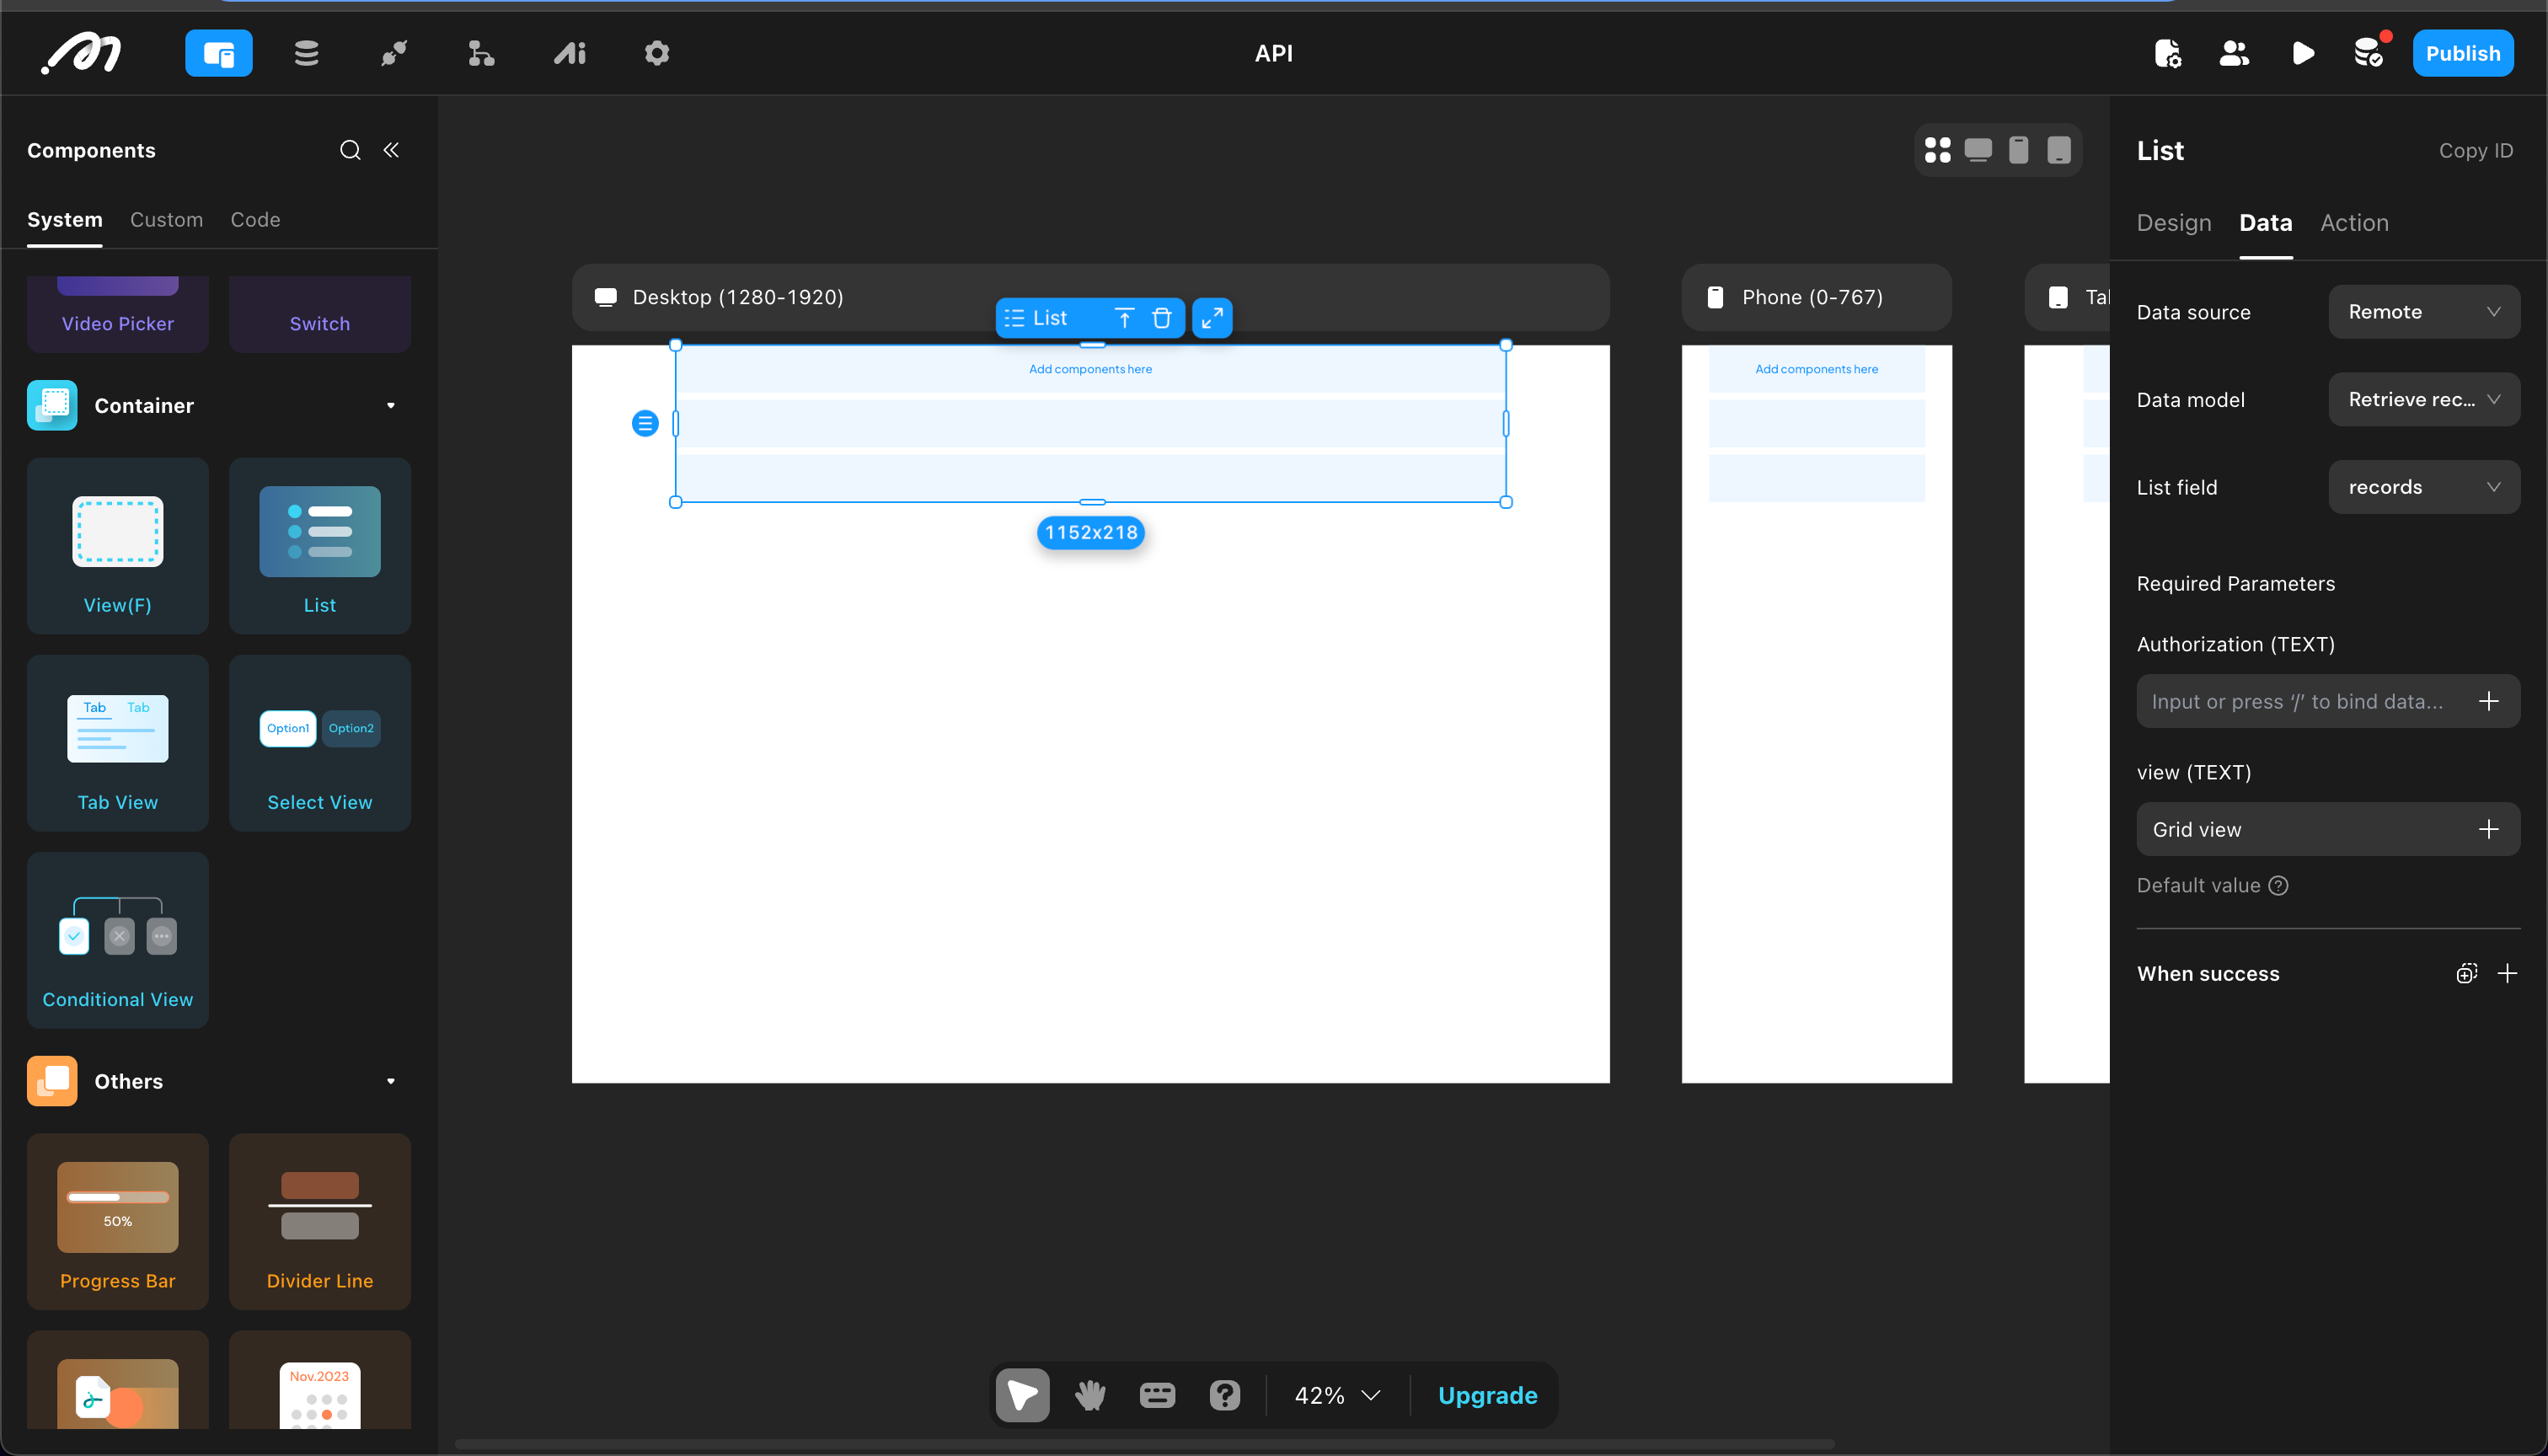 API
Publish
Components
System
Custom
Code
Video Picker
Switch
Container
View(F)
List
Tab
Tab
Tab View
Option1
Option2
Select View
Conditional View
Others
50%
Progress Bar
Divider Line
Nov.2023
Desktop (1280-1920)
List
Add components here
1152x218
Phone (0-767)
Add components here
Tal
42%
Upgrade
List
Copy ID
Design
Data
Action
Data source
Remote
Data model
Retrieve rec...
List field
records
Required Parameters
Authorization (TEXT)
Input or press ‘/’ to bind data...
view (TEXT)
Grid view
Default value
When success